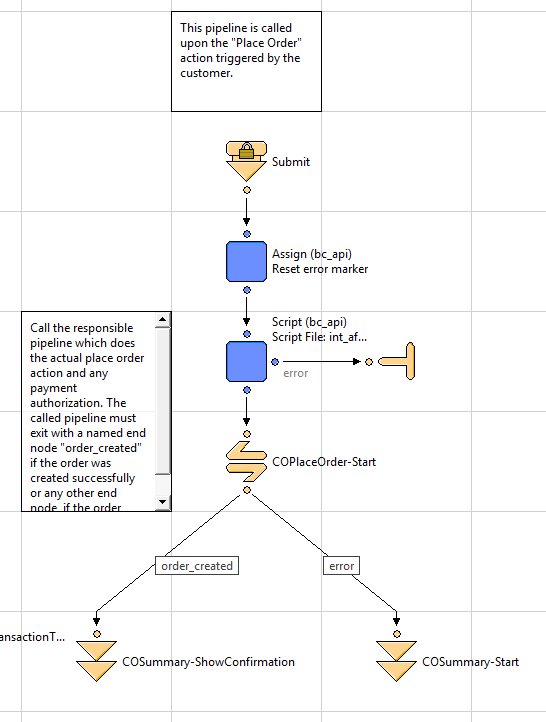 This pipeline is called
upon the "Place Order"
action triggered by the
customer.
Submit
Assign (bc_api)
Reset error marker
Script (bc_api)
Script File: int_af...
error
Call the responsible
pipeline which does
the actual place order
action and any
payment
authorization. The
called pipeline must
exit with a named end
node "order_created"
if the order was
created successfully
or any other end
node, if the order
COPlaceOrder-Start
order_created
error
ansactionT...
COSummary-ShowConfirmation
COSummary-Start